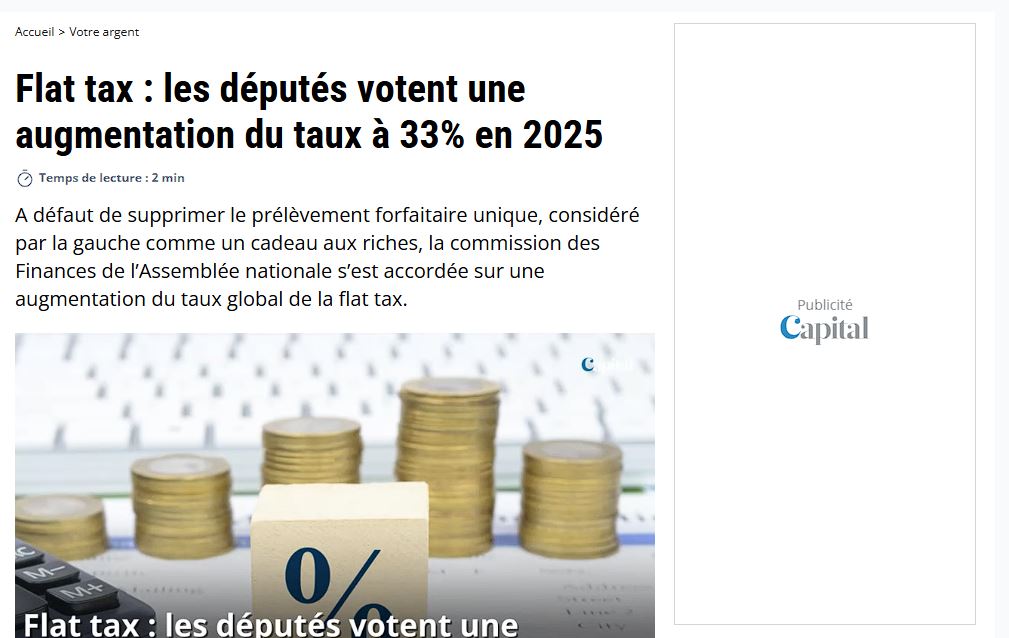 Accueil > Votre argent
Flat tax : les députés votent une
augmentation du taux à 33% en 2025
Temps de lecture : 2 min
A défaut de supprimer le prélèvement forfaitaire unique, considéré
par la gauche comme un cadeau aux riches, la commission des
Finances de l’Assemblée nationale s’est accordée sur une
augmentation du taux global de la flat tax.
Publicité
Capital
Capital
%
M−
M+
Flat tax : les députés votent une